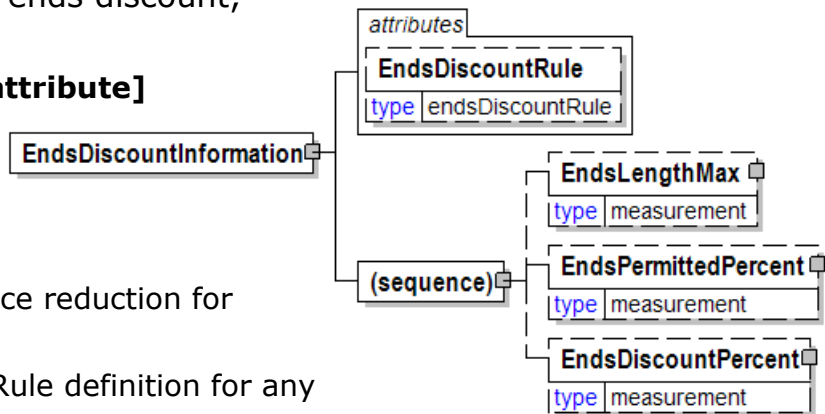 ends discount,
attribute]
ce reduction for
Rule definition for any
attributes
EndsDiscountRule
type endsDiscountRule
EndsDiscountInformation
(sequence)
EndsLengthMax
type measurement
EndsPermittedPercent
type measurement
EndsDiscountPercent
type measurement